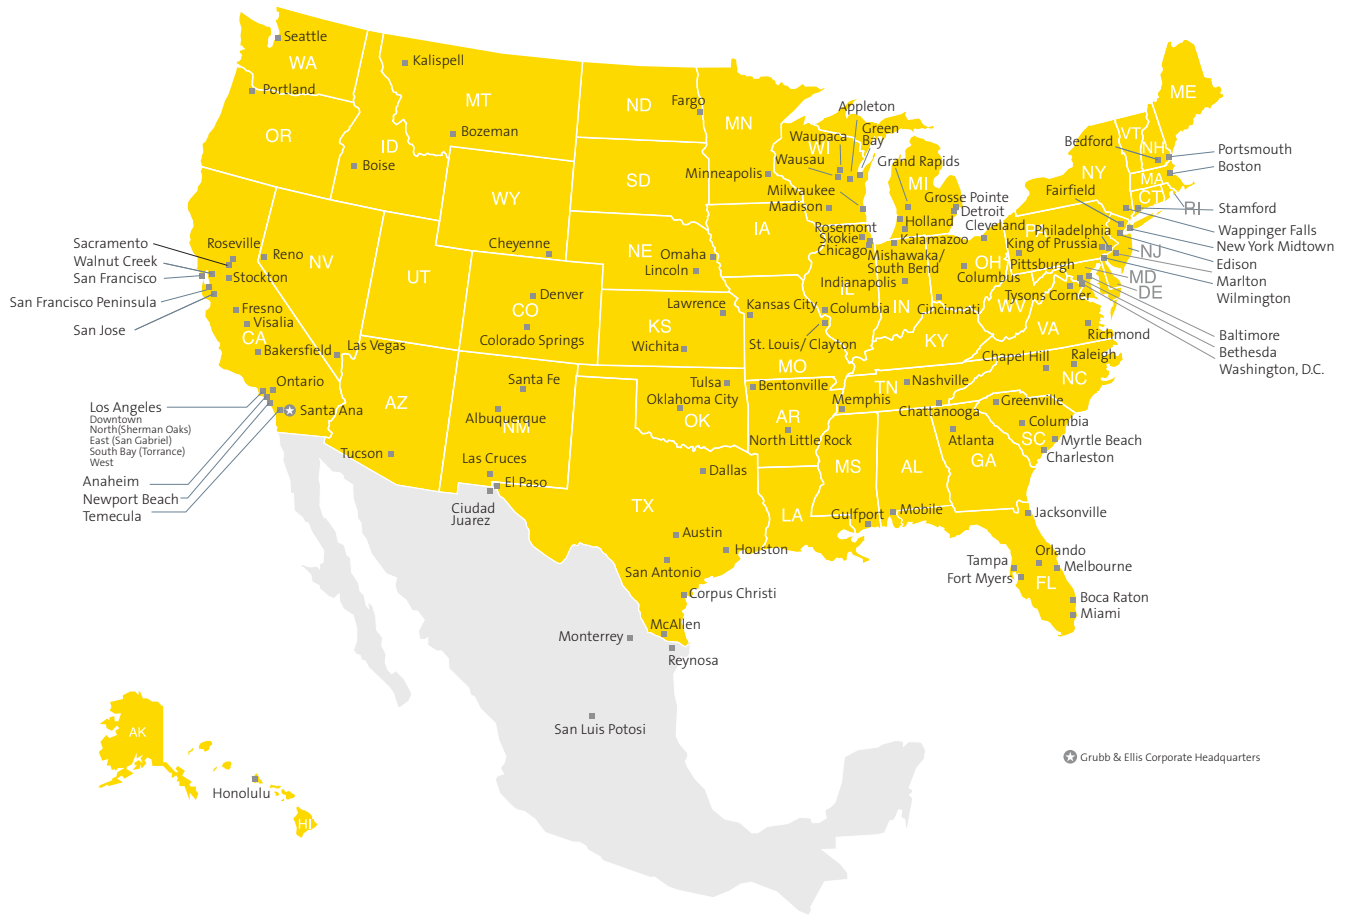 Seattle
WA
Portland
OR
Kalispell
MT
Bozeman
ID
Boise
ND
Fargo
MN
Minneapolis
SD
WY
Cheyenne
NE
Omaha
Lincoln
IA
Appleton
Green
Bay
Waupaca
WI
Wausau
Milwaukee
Madison
Grand Rapids
MI
Grosse Pointe
Detroit
Cleveland
Holland
Kalamazoo
Rosemont
Skokie
Chicago
Mishawaka/
South Bend
Indianapolis
IL
IN
OH
Columbus
Cincinnati
ME
VT
NH
Bedford
Portsmouth
Boston
NY
MA
CT
RI
Fairfield
Stamford
Wappinger Falls
New York Midtown
Edison
Marlton
Wilmington
PA
Philadelphia
King of Prussia
Pittsburgh
NJ
MD
DE
Tysons Corner
WV
VA
Richmond
Baltimore
Bethesda
Washington, D.C.
Sacramento
Walnut Creek
San Francisco
San Francisco Peninsula
San Jose
Roseville
Reno
NV
Stockton
Fresno
Visalia
CA
Bakersfield
Las Vegas
UT
CO
Denver
Colorado Springs
KS
Lawrence
Wichita
Kansas City
Columbia
St. Louis/ Clayton
MO
KY
Ontario
Los Angeles
Downtown
North(Sherman Oaks)
East (San Gabriel)
South Bay (Torrance)
West
Santa Ana
Anaheim
Newport Beach
Temecula
AZ
Tucson
Santa Fe
Albuquerque
NM
Las Cruces
El Paso
Ciudad
Juarez
Tulsa
Oklahoma City
OK
Bentonville
AR
North Little Rock
TN
Nashville
Memphis
Chattanooga
Chapel Hill
Raleigh
NC
Greenville
Columbia
SC
Myrtle Beach
Charleston
Atlanta
GA
MS
AL
LA
Gulfport
Mobile
Dallas
TX
Austin
Houston
San Antonio
Corpus Christi
McAllen
Monterrey
Reynosa
San Luis Potosi
Jacksonville
Orlando
Tampa
Melbourne
Fort Myers
FL
Boca Raton
Miami
AK
Honolulu
HI
Grubb & Ellis Corporate Headquarters